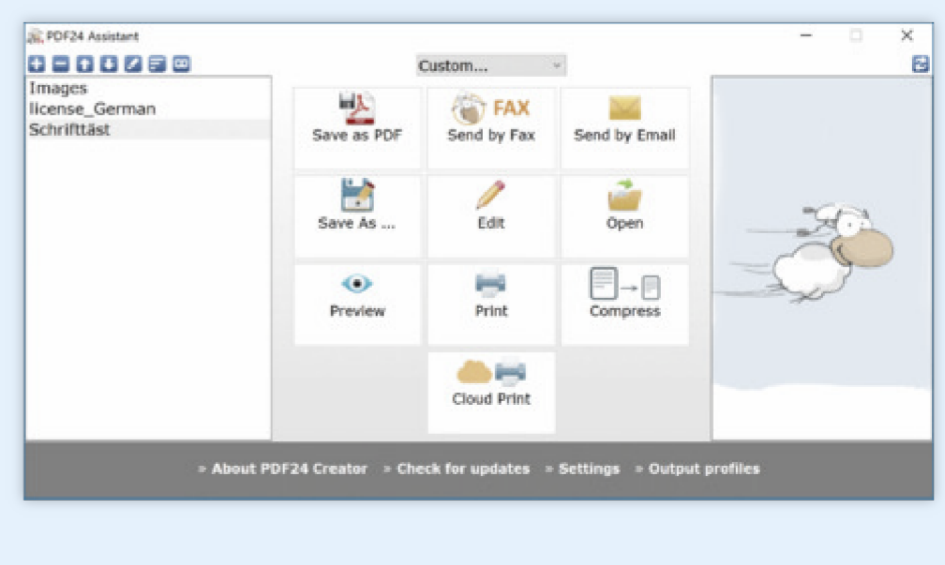 PDF24 Assistant
Custom...
Images
license_German
Schrifttäst
Save as PDF
FAX
Send by Fax
Send by Email
Save As ...
Edit
Open
Preview
Print
Compress
Cloud Print
» About PDF24 Creator » Check for updates » Settings » Output profiles